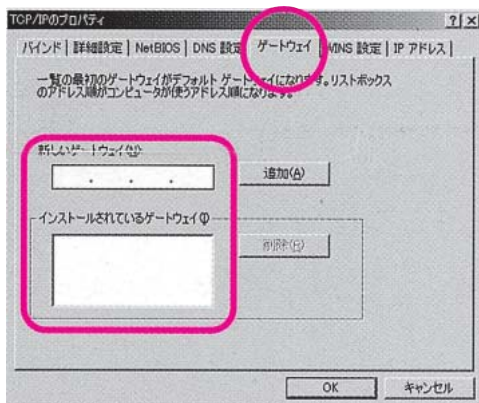 TCP/IPのプロパティ ? ×
バインド 詳細設定 NetBIOS DNS 設定 ゲートウェイ WINS 設定 IP アドレス
一覧の最初のゲートウェイがデフォルト ゲートウェイになります。リストボックス
のアドレス順がコンピュータが使うアドレス順になります。
新しいゲートウェイ(N):
. . .
追加(A)
インストールされているゲートウェイ(I)
削除(R)
OK キャンセル